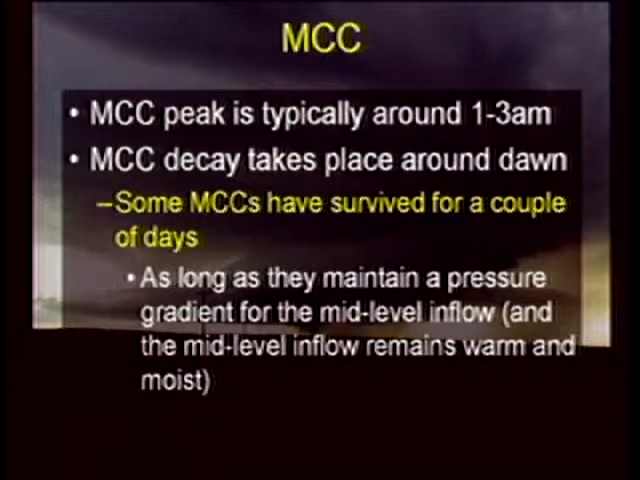 MCC
• MCC peak is typically around 1-3am
• MCC decay takes place around dawn
–Some MCCs have survived for a couple
of days
• As long as they maintain a pressure
gradient for the mid-level inflow (and
the mid-level inflow remains warm and
moist)